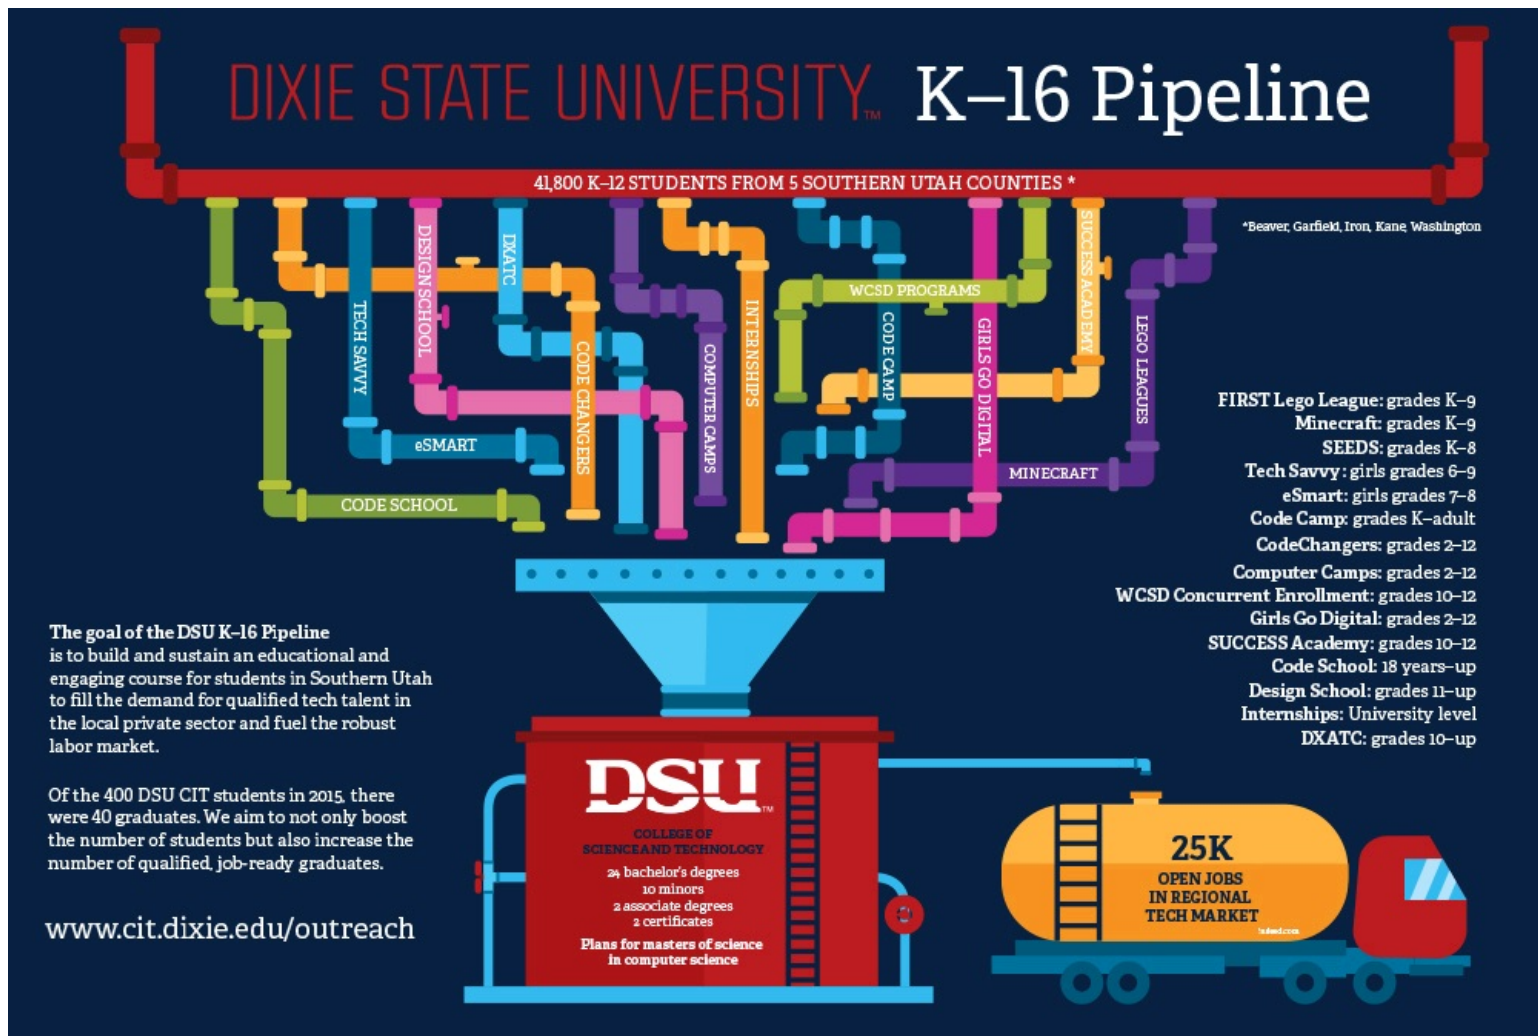 DIXIE STATE UNIVERSITY™ K–16 Pipeline
41,800 K–12 STUDENTS FROM 5 SOUTHERN UTAH COUNTIES *
*Beaver, Garfield, Iron, Kane, Washington
DESIGN SCHOOL
DXATC
SUCCESS ACADEMY
TECH SAVVY
CODE CHANGERS
COMPUTER CAMPS
INTERNSHIPS
WCSD PROGRAMS
CODE CAMP
GIRLS GO DIGITAL
LEGO LEAGUES
eSMART
MINECRAFT
CODE SCHOOL
FIRST Lego League: grades K–9
Minecraft: grades K–9
SEEDS: grades K–8
Tech Savvy: girls grades 6–9
eSmart: girls grades 7–8
Code Camp: grades K–adult
CodeChangers: grades 2–12
Computer Camps: grades 2–12
WCSD Concurrent Enrollment: grades 10–12
Girls Go Digital: grades 2–12
SUCCESS Academy: grades 10–12
Code School: 18 years–up
Design School: grades 11–up
Internships: University level
DXATC: grades 10–up
The goal of the DSU K–16 Pipeline
is to build and sustain an educational and
engaging course for students in Southern Utah
to fill the demand for qualified tech talent in
the local private sector and fuel the robust
labor market.
Of the 400 DSU CIT students in 2015, there
were 40 graduates. We aim to not only boost
the number of students but also increase the
number of qualified, job-ready graduates.
www.cit.dixie.edu/outreach
DSU™
COLLEGE OF
SCIENCE AND TECHNOLOGY
24 bachelor's degrees
10 minors
2 associate degrees
2 certificates
Plans for masters of science
in computer science
25K
OPEN JOBS
IN REGIONAL
TECH MARKET
indeed.com